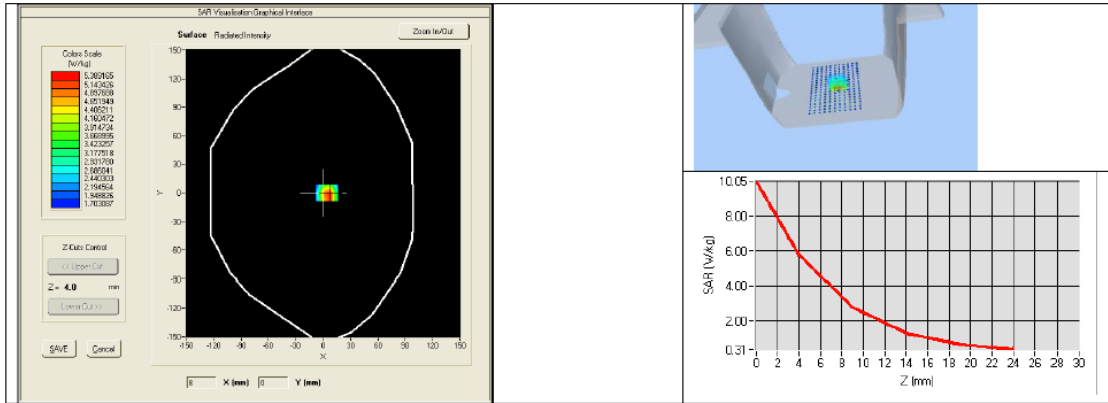 SAR Visualisation Graphical Interface
Surface Radiated Intensity
Zoom In/Out
Colors Scale
(W/kg)
5.389165
5.143426
4.897688
4.651949
4.406211
4.160472
3.914734
3.668995
3.423257
3.177518
2.931780
2.686041
2.440303
2.194564
1.948826
1.703087
150
120
90
60
30
0
-30
-60
-90
-120
-150
Y
-150 -120 -90 -60 -30 0 30 60 90 120 150
X
Z-Cuts Control
<< Upper Cut
Z = 4.0 mm
Lower Cut >>
SAVE Cancel
8 X (mm) 0 Y (mm)
10.05
8.00
6.00
4.00
2.00
0.31
SAR (W/kg)
0 2 4 6 8 10 12 14 16 18 20 22 24 26 28 30
Z (mm)